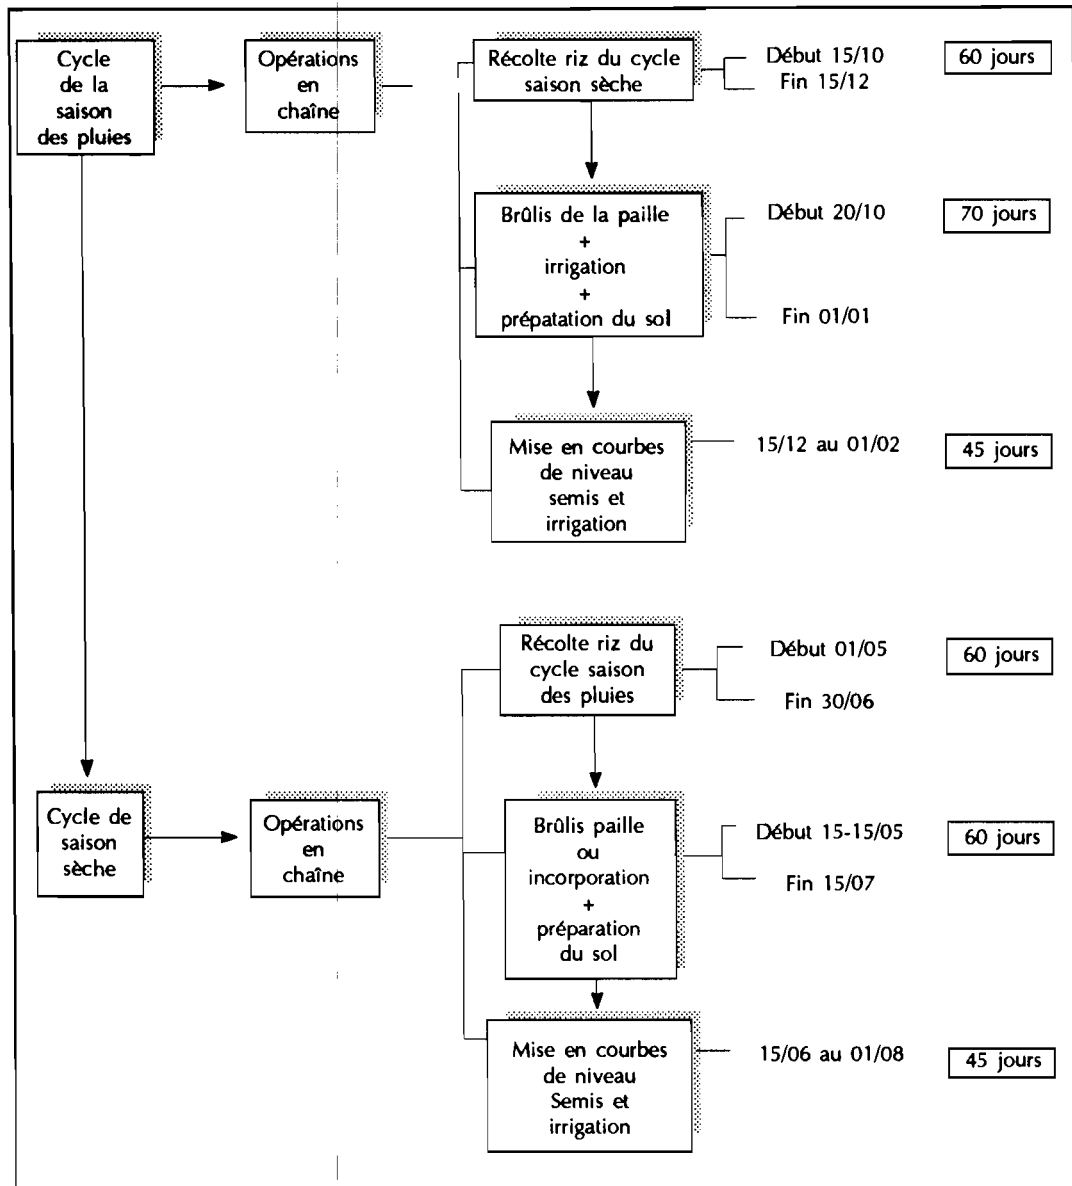 Cycle
de la
saison
des pluies
Opérations
en
chaîne
Récolte riz du cycle
saison sèche
Début 15/10
Fin 15/12
60 jours
Brûlis de la paille
+
irrigation
+
prépatation du sol
Début 20/10
Fin 01/01
70 jours
Mise en courbes
de niveau
semis et
irrigation
15/12 au 01/02
45 jours
Récolte riz du
cycle saison
des pluies
Début 01/05
Fin 30/06
60 jours
Cycle de
saison
sèche
Opérations
en
chaîne
Brûlis paille
ou
incorporation
+
préparation
du sol
Début 15-15/05
Fin 15/07
60 jours
Mise en courbes
de niveau
Semis et
irrigation
15/06 au 01/08
45 jours